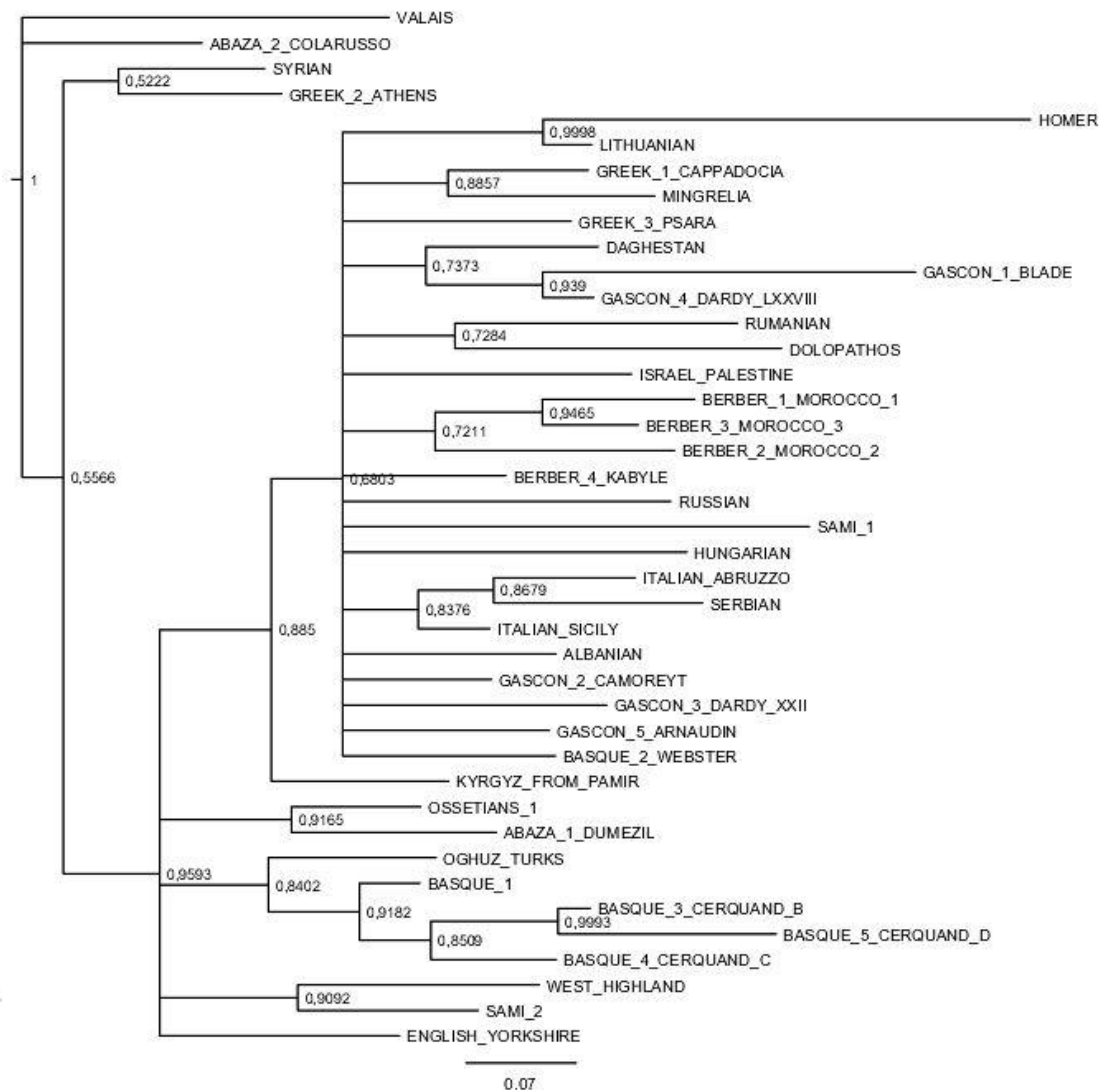 VALAIS
ABAZA_2_COLARUSSO
SYRIAN
0,5222
GREEK_2_ATHENS
HOMER
0,9998
LITHUANIAN
GREEK_1_CAPPADOCIA
1
0,8857
MINGRELIA
GREEK_3_PSARA
DAGHESTAN
0,7373
GASCON_1_BLADE
0,939
GASCON_4_DARDY_LXXVIII
RUMANIAN
0,7284
DOLOPATHOS
ISRAEL_PALESTINE
BERBER_1_MOROCCO_1
0,9465
BERBER_3_MOROCCO_3
0,7211
BERBER_2_MOROCCO_2
0,5566
0,6803
BERBER_4_KABYLE
RUSSIAN
SAMI_1
HUNGARIAN
ITALIAN_ABRUZZO
0,8679
SERBIAN
0,8376
ITALIAN_SICILY
0,885
ALBANIAN
GASCON_2_CAMOREYT
GASCON_3_DARDY_XXII
GASCON_5_ARNAUDIN
BASQUE_2_WEBSTER
KYRGYZ_FROM_PAMIR
OSSETIANS_1
0,9165
ABAZA_1_DUMEZIL
OGHUZ_TURKS
0,9593
0,8402
BASQUE_1
0,9182
BASQUE_3_CERQUAND_B
0,9993
BASQUE_5_CERQUAND_D
0,8509
BASQUE_4_CERQUAND_C
WEST_HIGHLAND
0,9092
SAMI_2
ENGLISH_YORKSHIRE
0.07